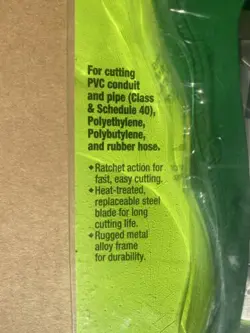 For cutting
PVC conduit
and pipe (Class
& Schedule 40),
Polyethylene,
Polybutylene,
and rubber hose.
◆Ratchet action for
fast, easy cutting.
◆Heat-treated,
replaceable steel
blade for long
cutting life.
◆Rugged metal
alloy frame
for durability.